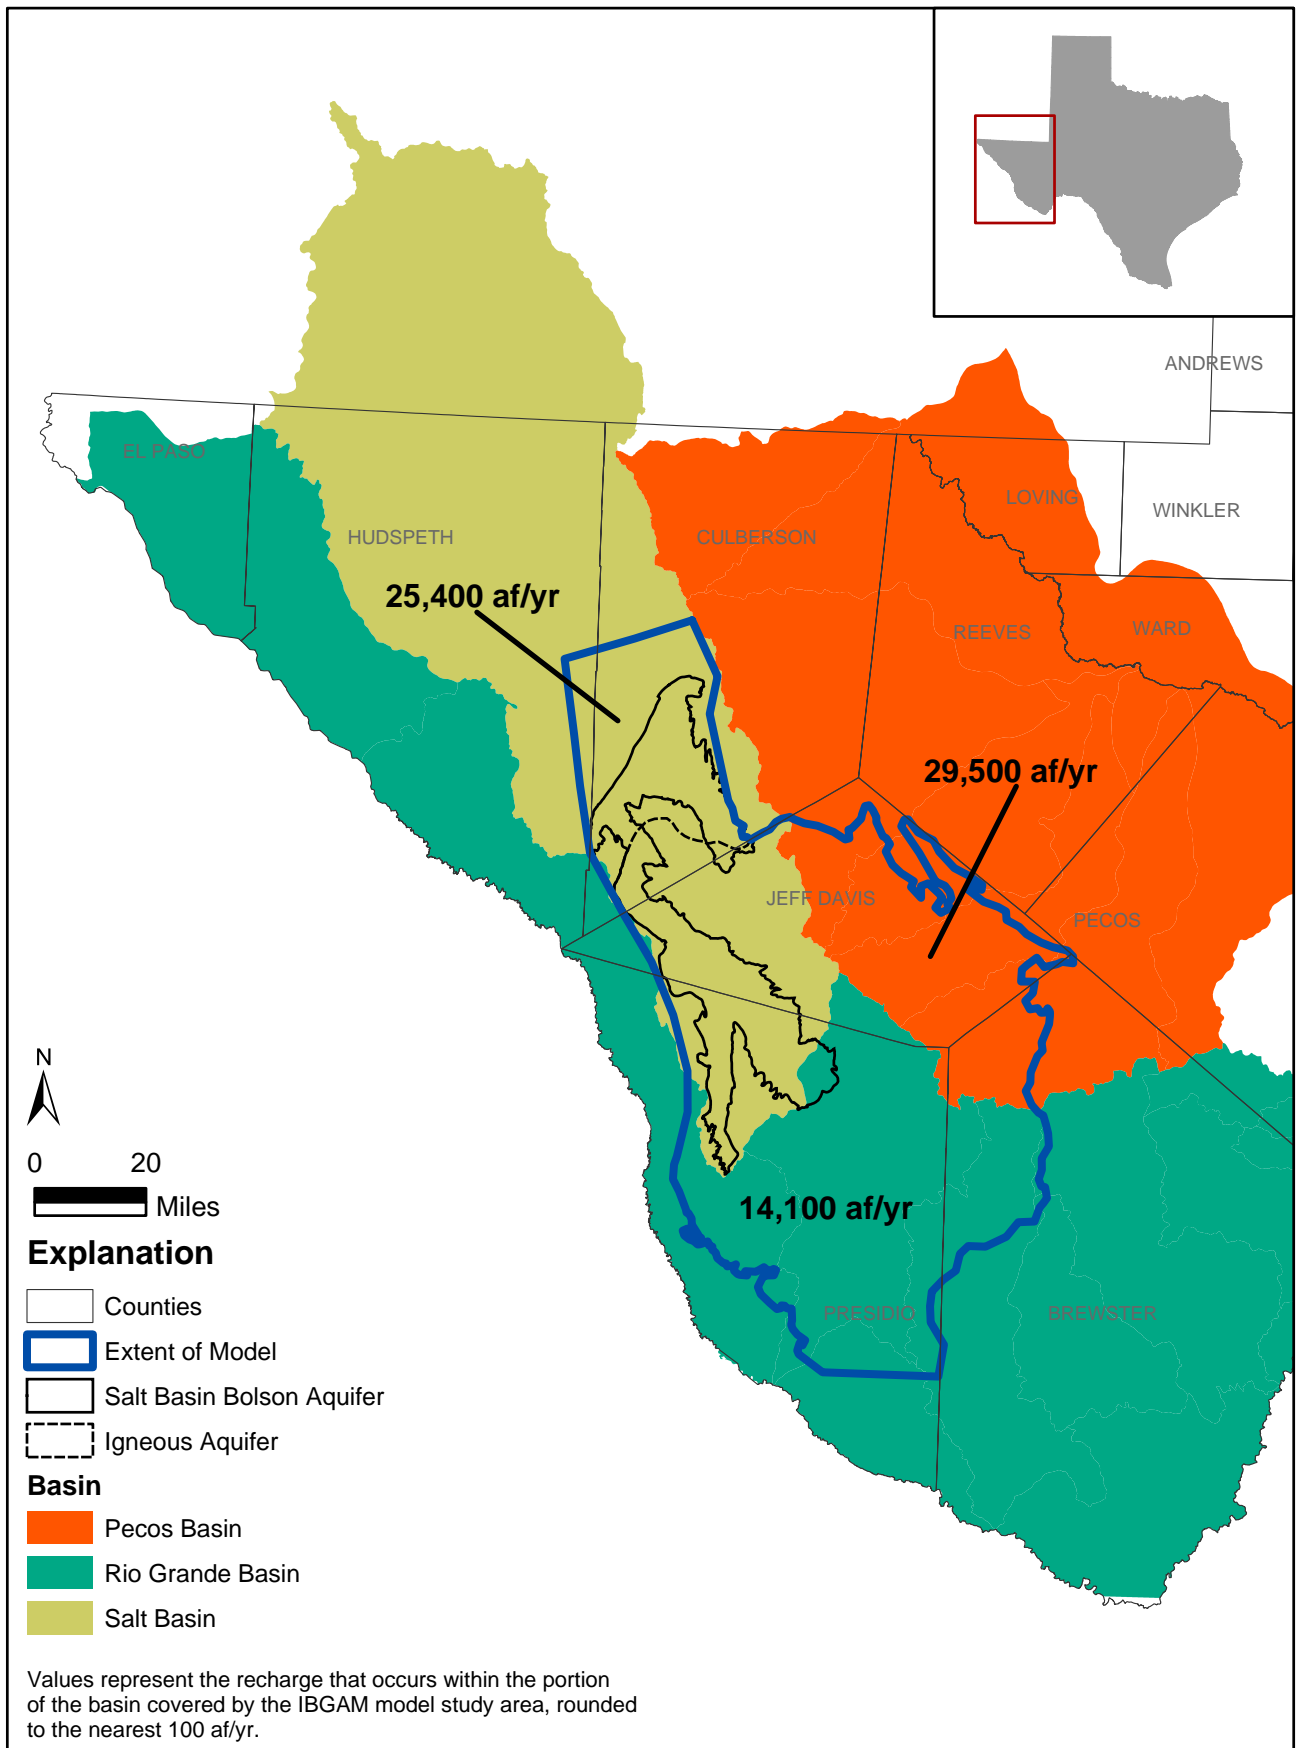 ANDREWS
EL PASO
LOVING
WINKLER
HUDSPETH
CULBERSON
25,400 af/yr
REEVES
WARD
29,500 af/yr
JEFF DAVIS
PECOS
N
0 20
Miles
14,100 af/yr
PRESIDIO
BREWSTER
Explanation
Counties
Extent of Model
Salt Basin Bolson Aquifer
Igneous Aquifer
Basin
Pecos Basin
Rio Grande Basin
Salt Basin
Values represent the recharge that occurs within the portion
of the basin covered by the IBGAM model study area, rounded
to the nearest 100 af/yr.